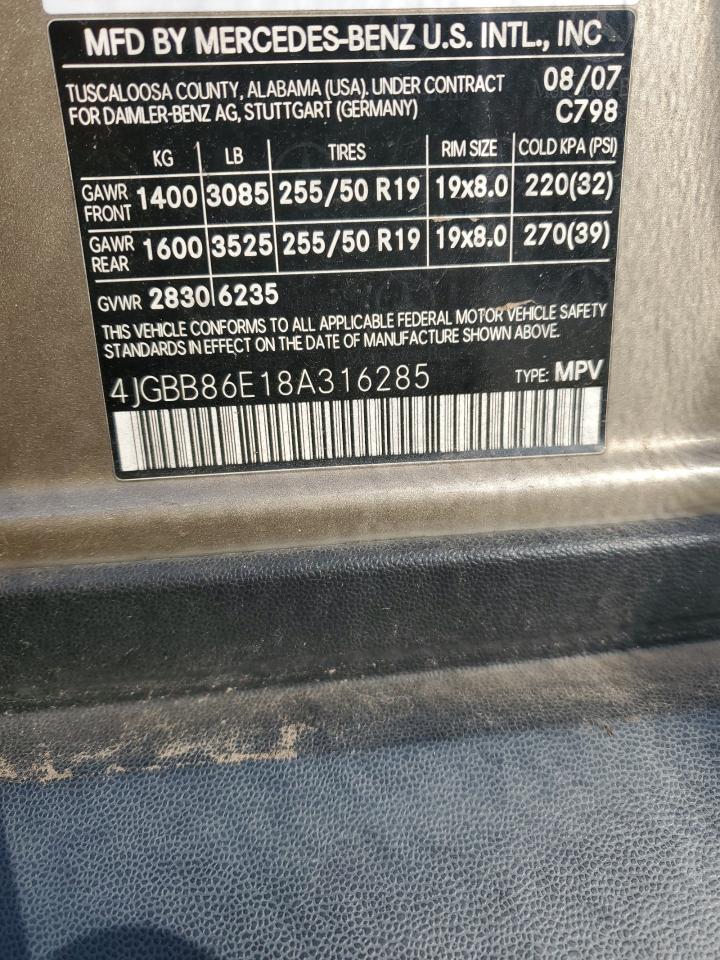 MFD BY MERCEDES-BENZ U.S. INTL., INC
TUSCALOOSA COUNTY, ALABAMA (USA). UNDER CONTRACT 08/07
FOR DAIMLER-BENZ AG, STUTTGART (GERMANY) C798
KG LB TIRES RIM SIZE COLD KPA (PSI)
GAWR FRONT 1400 3085 255/50 R19 19x8.0 220(32)
GAWR REAR 1600 3525 255/50 R19 19x8.0 270(39)
GVWR 2830 6235
THIS VEHICLE CONFORMS TO ALL APPLICABLE FEDERAL MOTOR VEHICLE SAFETY
STANDARDS IN EFFECT ON THE DATE OF MANUFACTURE SHOWN ABOVE.
4JGBB86E18A316285 TYPE: MPV